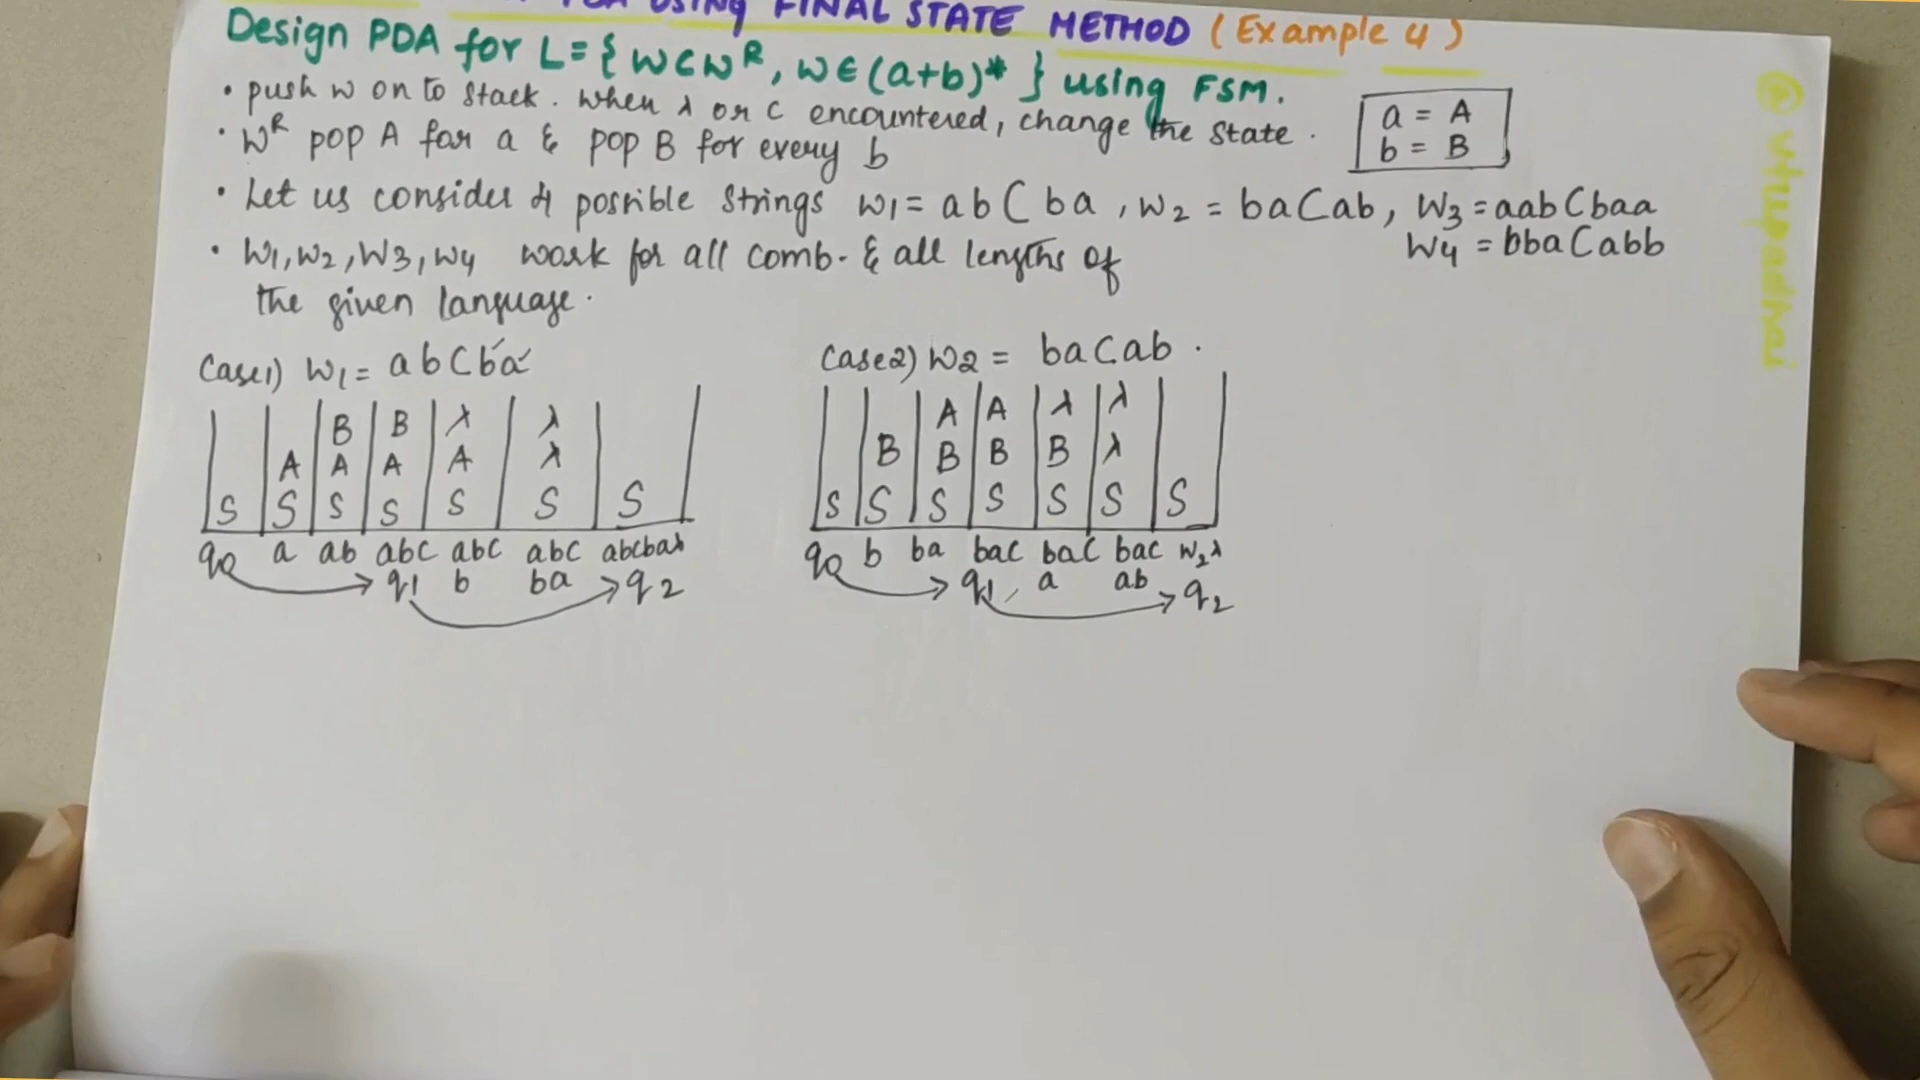 USING FINAL STATE METHOD (Example 4)
Design PDA for L = { wcw^R, w∈(a+b)* } using FSM.
• push w on to stack. when λ or c encountered, change the state.
a = A
b = B
• w^R pop A for a & pop B for every b
• Let us consider 4 possible strings w1 = abCba, w2 = baCab, w3 = aabCbaa
w4 = bbaCabb
• w1, w2, w3, w4 work for all comb. & all lengths of
the given language.
Case1) w1 = abCba
Case2) w2 = baCab.
B B λ λ
A A A A λ
S S S S S S S
q0 a ab abC abC abC abcbaλ
q1 b ba q2
A A λ λ
B B B B λ
S S S S S S S
q0 b ba baC baC bac w2λ
q1, a ab q2
@vtupadhai